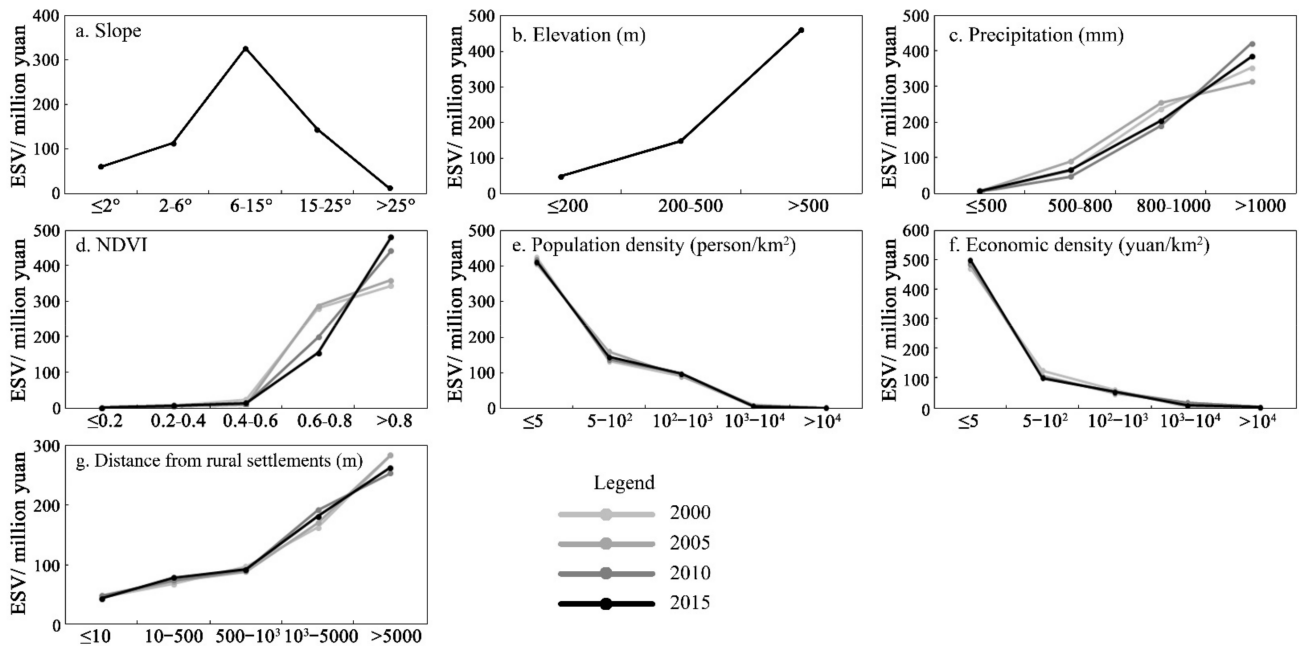 a. Slope
ESV/ million yuan
400
300
200
100
0
≤2° 2-6° 6-15° 15-25° >25°
b. Elevation (m)
ESV/ million yuan
500
400
300
200
100
0
≤200 200-500 >500
c. Precipitation (mm)
ESV/ million yuan
500
400
300
200
100
0
≤500 500-800 800-1000 >1000
d. NDVI
ESV/ million yuan
500
400
300
200
100
0
≤0.2 0.2-0.4 0.4-0.6 0.6-0.8 >0.8
e. Population density (person/km²)
ESV/ million yuan
500
400
300
200
100
0
≤5 5−10² 10²−10³ 10³−10⁴ >10⁴
f. Economic density (yuan/km²)
ESV/ million yuan
600
500
400
300
200
100
0
≤5 5−10² 10²−10³ 10³−10⁴ >10⁴
g. Distance from rural settlements (m)
ESV/ million yuan
300
200
100
0
≤10 10−500 500−10³ 10³−5000 >5000
Legend
2000
2005
2010
2015